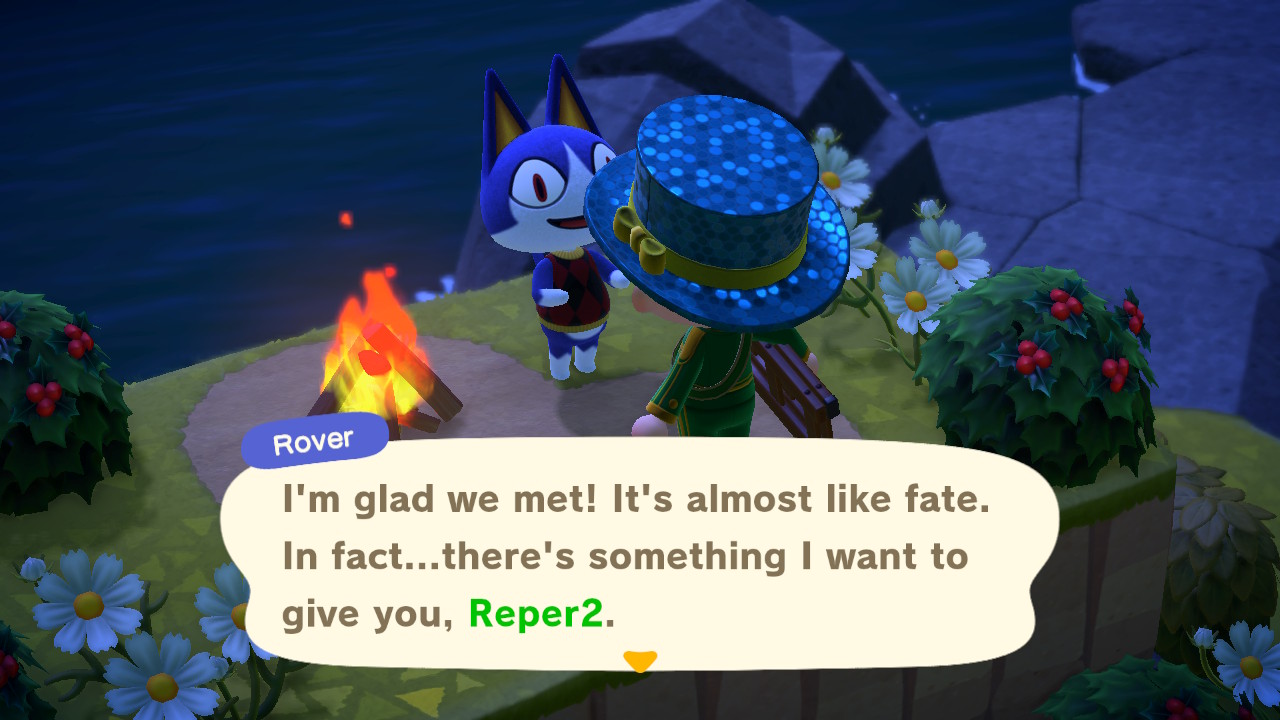 Rover
I'm glad we met! It's almost like fate.
In fact...there's something I want to
give you, Reper2.